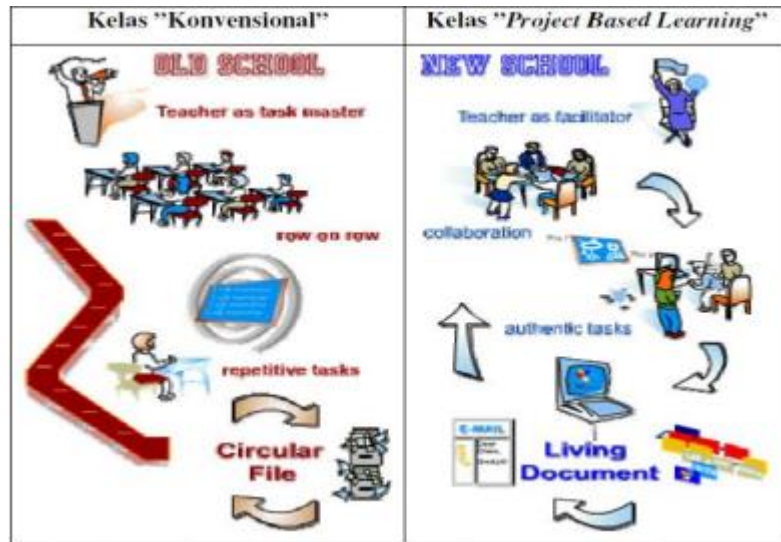 Kelas "Konvensional"
OLD SCHOOL
Teacher as task master
row on row
repetitive tasks
Circular
File
Kelas "Project Based Learning"
NEW SCHOOL
Teacher as facilitator
collaboration
authentic tasks
E-MAIL
Living
Document